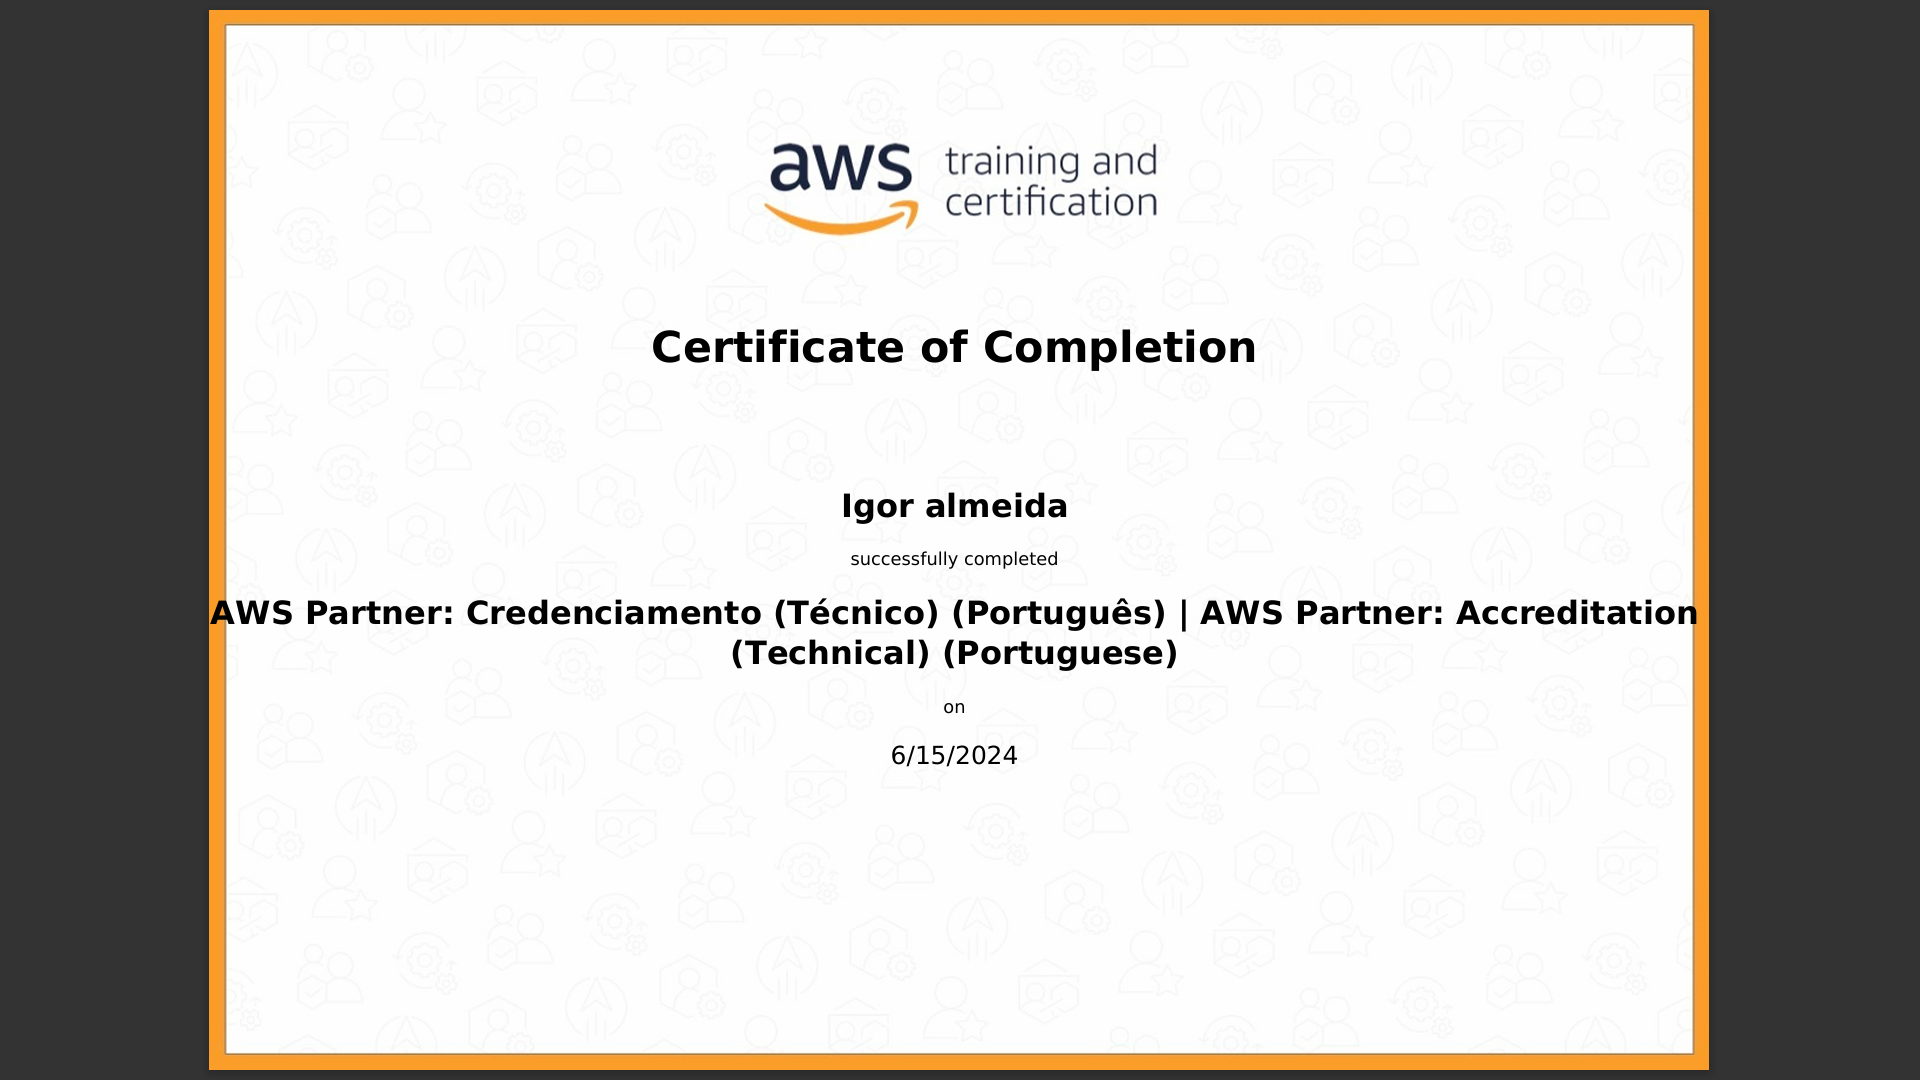 aws training and
certification
Certificate of Completion
Igor almeida
successfully completed
AWS Partner: Credenciamento (Técnico) (Português) | AWS Partner: Accreditation
(Technical) (Portuguese)
on
6/15/2024